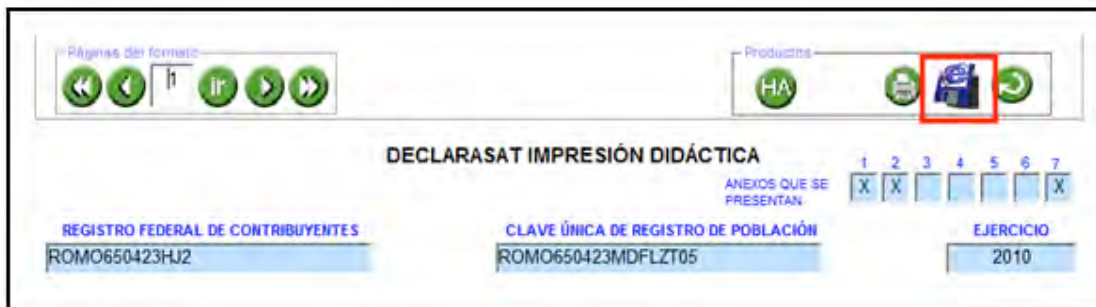 Páginas del formato
Productos
1
ir
HA
DECLARASAT IMPRESIÓN DIDÁCTICA
1 2 3 4 5 6 7
ANEXOS QUE SE
PRESENTAN
X X X
REGISTRO FEDERAL DE CONTRIBUYENTES
CLAVE ÚNICA DE REGISTRO DE POBLACIÓN
EJERCICIO
ROMO650423HJ2
ROMO650423MDFLZT05
2010